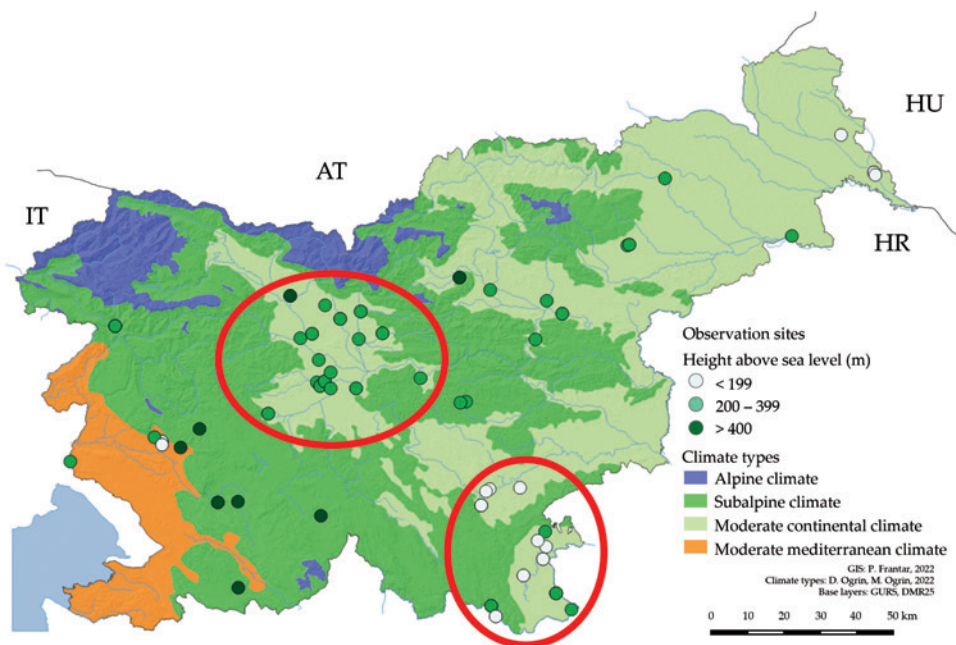 HU
AT
IT
HR
Observation sites
Height above sea level (m)
< 199
200 – 399
> 400
Climate types
Alpine climate
Subalpine climate
Moderate continental climate
Moderate mediterranean climate
GIS: P. Frantar, 2022
Climate types: D. Ogrin, M. Ogrin, 2022
Base layers: GURS, DMR25
0 10 20 30 40 50 km